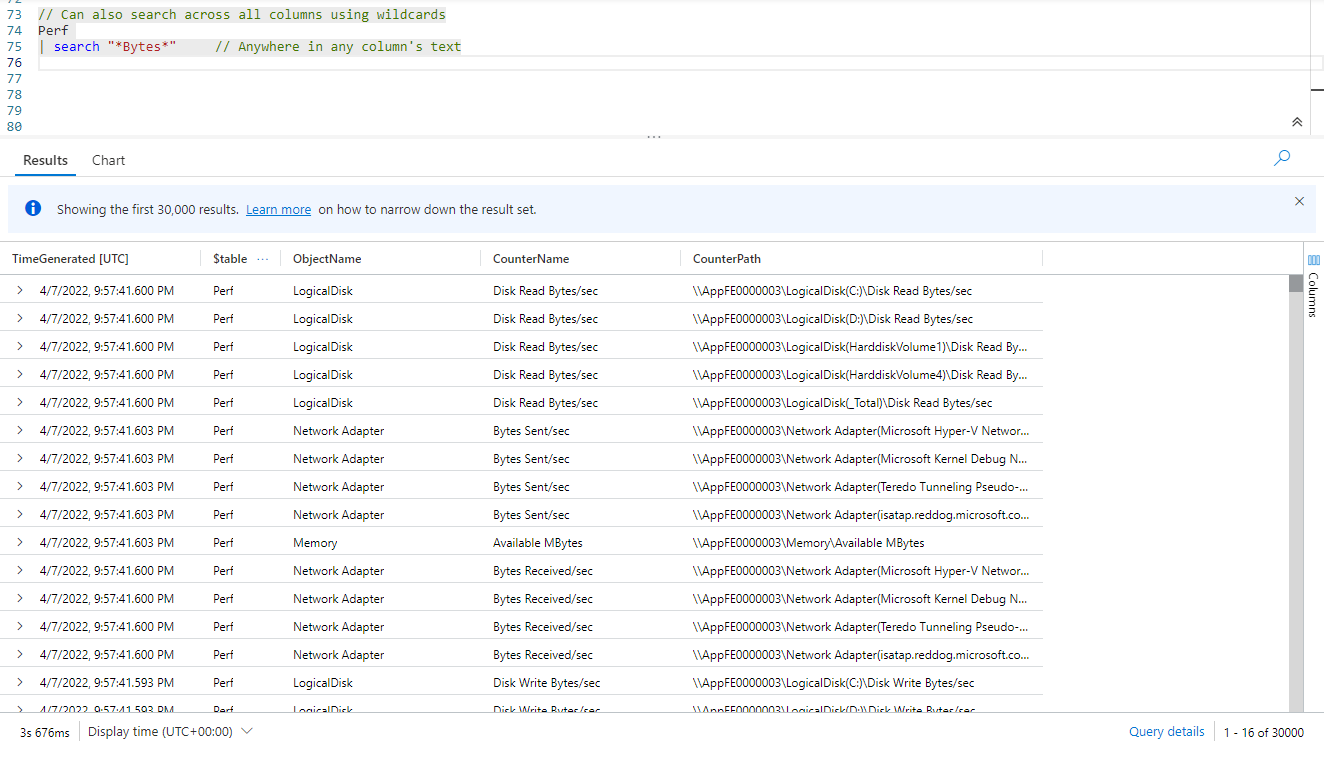 72
73 // Can also search across all columns using wildcards
74 Perf
75 | search "*Bytes*" // Anywhere in any column's text
76
77
78
79
80
Results Chart
Showing the first 30,000 results. Learn more on how to narrow down the result set.
TimeGenerated [UTC] $table ··· ObjectName CounterName CounterPath
Columns
4/7/2022, 9:57:41.600 PM Perf LogicalDisk Disk Read Bytes/sec \\AppFE0000003\LogicalDisk(C:)\Disk Read Bytes/sec
4/7/2022, 9:57:41.600 PM Perf LogicalDisk Disk Read Bytes/sec \\AppFE0000003\LogicalDisk(D:)\Disk Read Bytes/sec
4/7/2022, 9:57:41.600 PM Perf LogicalDisk Disk Read Bytes/sec \\AppFE0000003\LogicalDisk(HarddiskVolume1)\Disk Read By...
4/7/2022, 9:57:41.600 PM Perf LogicalDisk Disk Read Bytes/sec \\AppFE0000003\LogicalDisk(HarddiskVolume4)\Disk Read By...
4/7/2022, 9:57:41.600 PM Perf LogicalDisk Disk Read Bytes/sec \\AppFE0000003\LogicalDisk(_Total)\Disk Read Bytes/sec
4/7/2022, 9:57:41.603 PM Perf Network Adapter Bytes Sent/sec \\AppFE0000003\Network Adapter(Microsoft Hyper-V Networ...
4/7/2022, 9:57:41.603 PM Perf Network Adapter Bytes Sent/sec \\AppFE0000003\Network Adapter(Microsoft Kernel Debug N...
4/7/2022, 9:57:41.603 PM Perf Network Adapter Bytes Sent/sec \\AppFE0000003\Network Adapter(Teredo Tunneling Pseudo-...
4/7/2022, 9:57:41.603 PM Perf Network Adapter Bytes Sent/sec \\AppFE0000003\Network Adapter(isatap.reddog.microsoft.co...
4/7/2022, 9:57:41.603 PM Perf Memory Available MBytes \\AppFE0000003\Memory\Available MBytes
4/7/2022, 9:57:41.600 PM Perf Network Adapter Bytes Received/sec \\AppFE0000003\Network Adapter(Microsoft Hyper-V Networ...
4/7/2022, 9:57:41.600 PM Perf Network Adapter Bytes Received/sec \\AppFE0000003\Network Adapter(Microsoft Kernel Debug N...
4/7/2022, 9:57:41.600 PM Perf Network Adapter Bytes Received/sec \\AppFE0000003\Network Adapter(Teredo Tunneling Pseudo-...
4/7/2022, 9:57:41.600 PM Perf Network Adapter Bytes Received/sec \\AppFE0000003\Network Adapter(isatap.reddog.microsoft.co...
4/7/2022, 9:57:41.593 PM Perf LogicalDisk Disk Write Bytes/sec \\AppFE0000003\LogicalDisk(C:)\Disk Write Bytes/sec
4/7/2022, 9:57:41.593 PM Perf LogicalDisk Disk Write Bytes/sec \\AppFE0000003\LogicalDisk(D:)\Disk Write Bytes/sec
3s 676ms Display time (UTC+00:00) Query details 1 - 16 of 30000